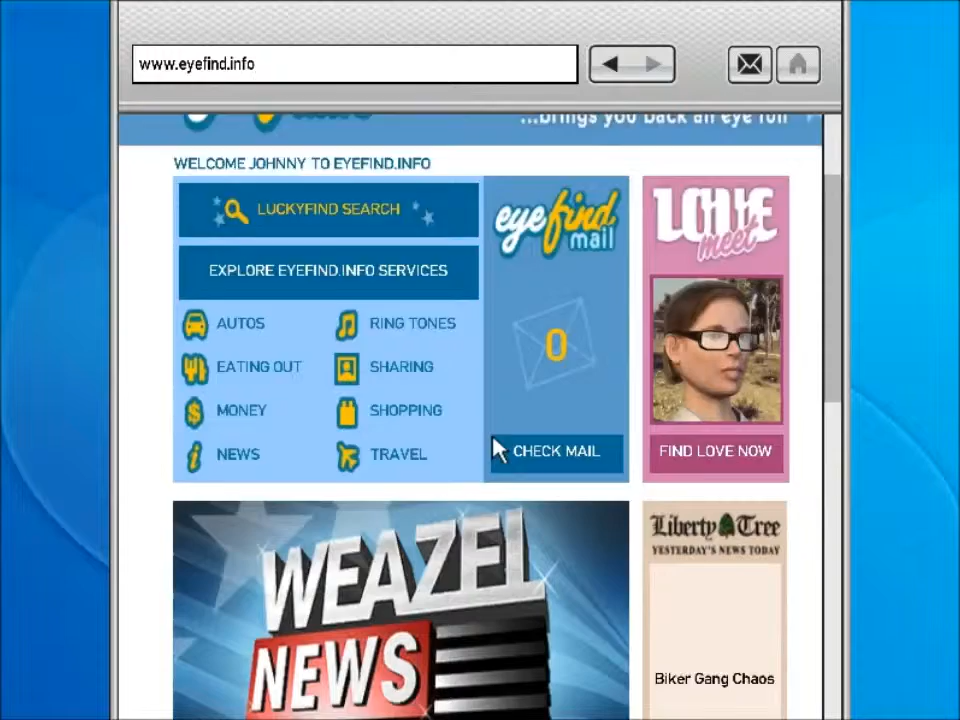 www.eyefind.info
...brings you back an eye full
WELCOME JOHNNY TO EYEFIND.INFO
LUCKYFIND SEARCH
EXPLORE EYEFIND.INFO SERVICES
AUTOS
RING TONES
EATING OUT
SHARING
MONEY
SHOPPING
NEWS
TRAVEL
eyefind
mail
0
CHECK MAIL
LOVE
meet
FIND LOVE NOW
WEAZEL
NEWS
Liberty Tree
YESTERDAY'S NEWS TODAY
Biker Gang Chaos